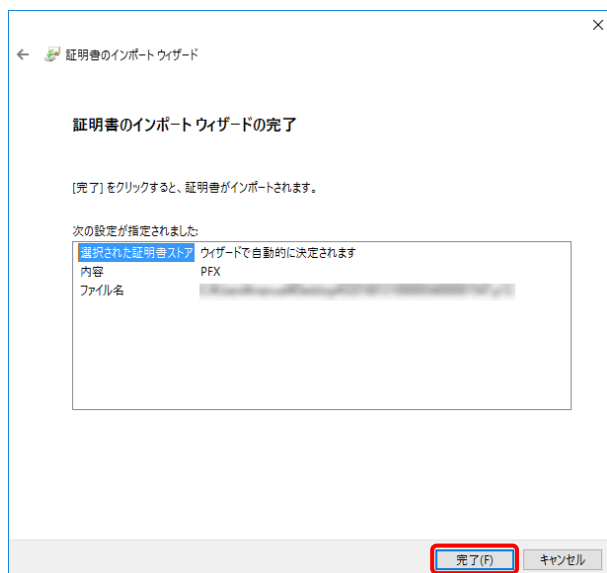 証明書のインポート ウィザード
証明書のインポート ウィザードの完了
[完了] をクリックすると、証明書がインポートされます。
次の設定が指定されました:
選択された証明書ストア ウィザードで自動的に決定されます
内容 PFX
ファイル名
完了(F) キャンセル